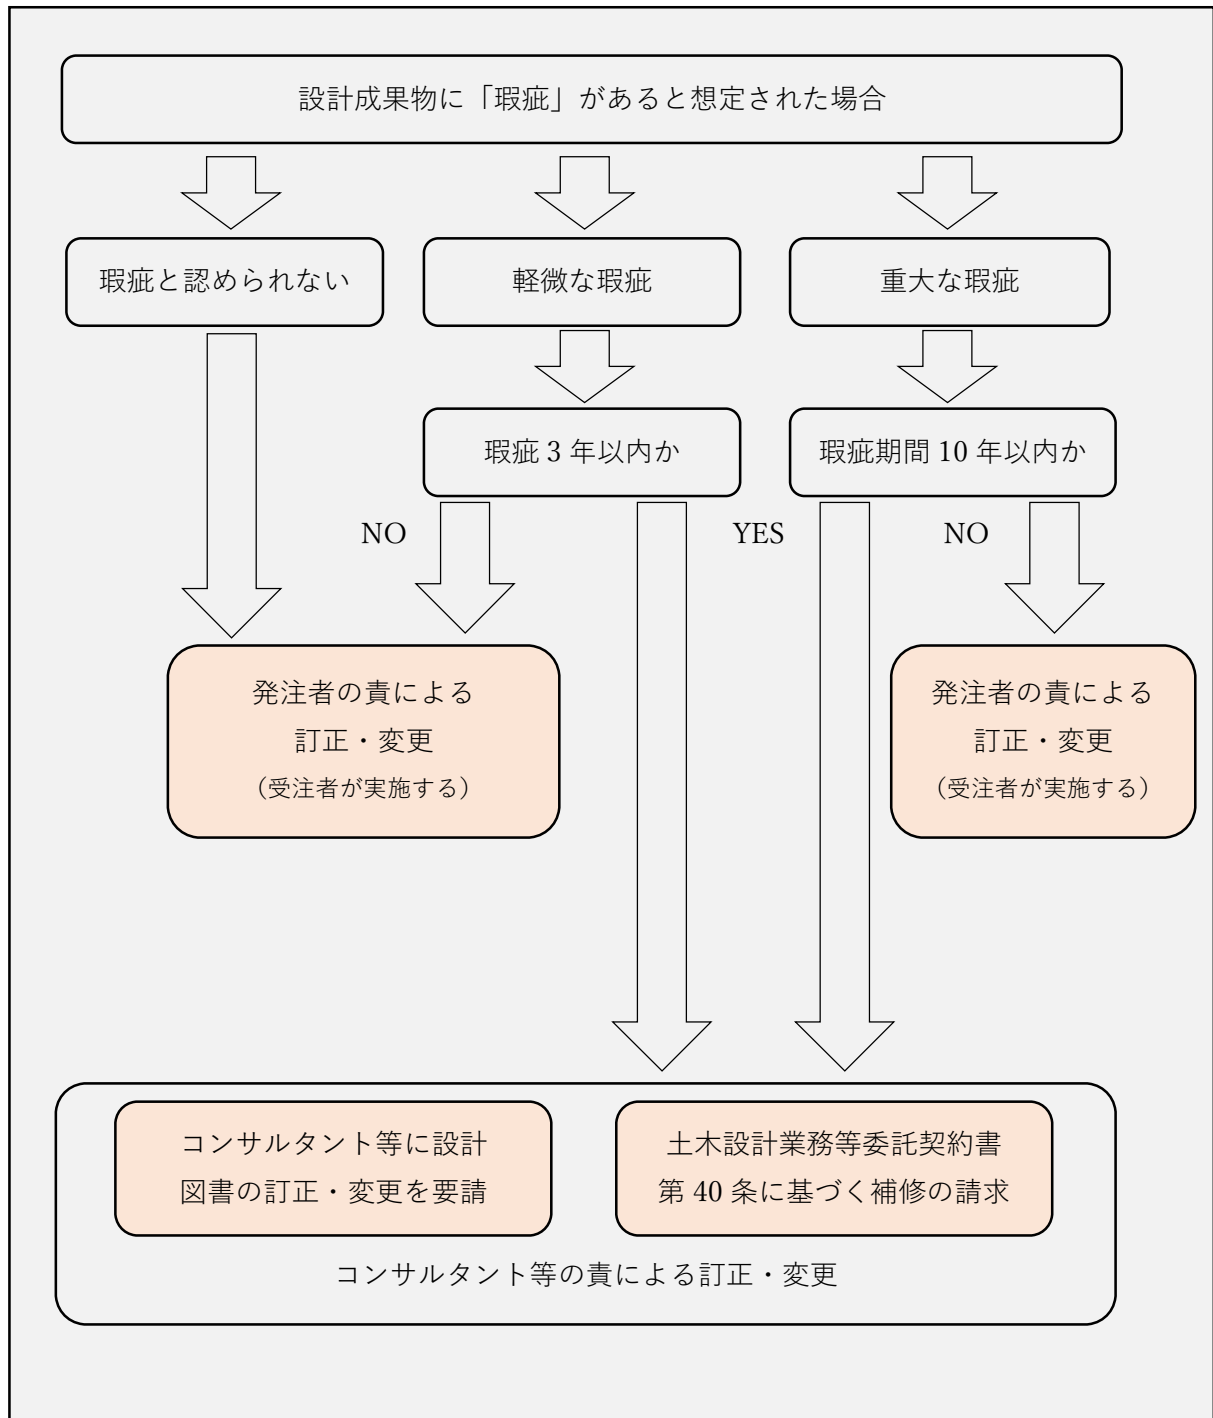 設計成果物に「瑕疵」があると想定された場合
瑕疵と認められない
軽微な瑕疵
重大な瑕疵
瑕疵 3 年以内か
瑕疵期間 10 年以内か
NO
YES
NO
発注者の責による
訂正・変更
（受注者が実施する）
発注者の責による
訂正・変更
（受注者が実施する）
コンサルタント等に設計
図書の訂正・変更を要請
土木設計業務等委託契約書
第 40 条に基づく補修の請求
コンサルタント等の責による訂正・変更